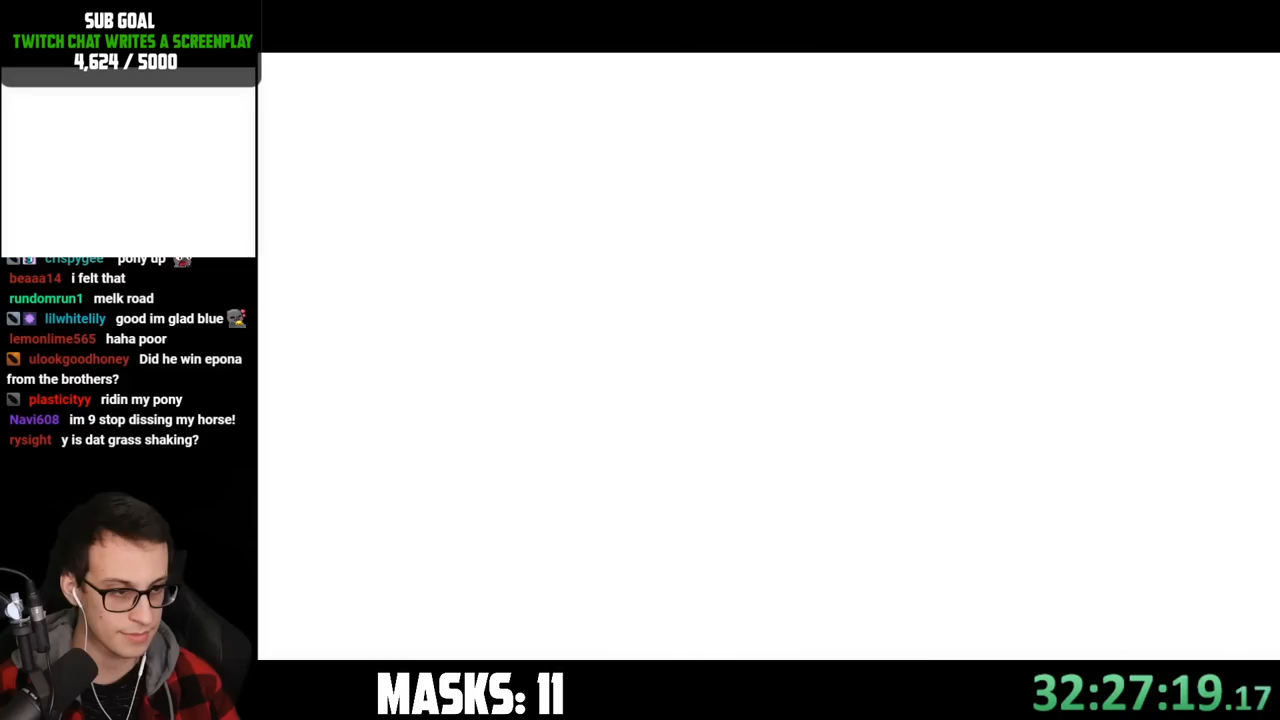 SUB GOAL
TWITCH CHAT WRITES A SCREENPLAY
4,624 / 5000
crispygee pony up
beaaa14 i felt that
rundomrun1 melk road
lilwhitelily good im glad blue
lemonlime565 haha poor
ulookgoodhoney Did he win epona
from the brothers?
plasticityy ridin my pony
Navi608 im 9 stop dissing my horse!
rysight y is dat grass shaking?
MASKS: 11
32:27:19.17